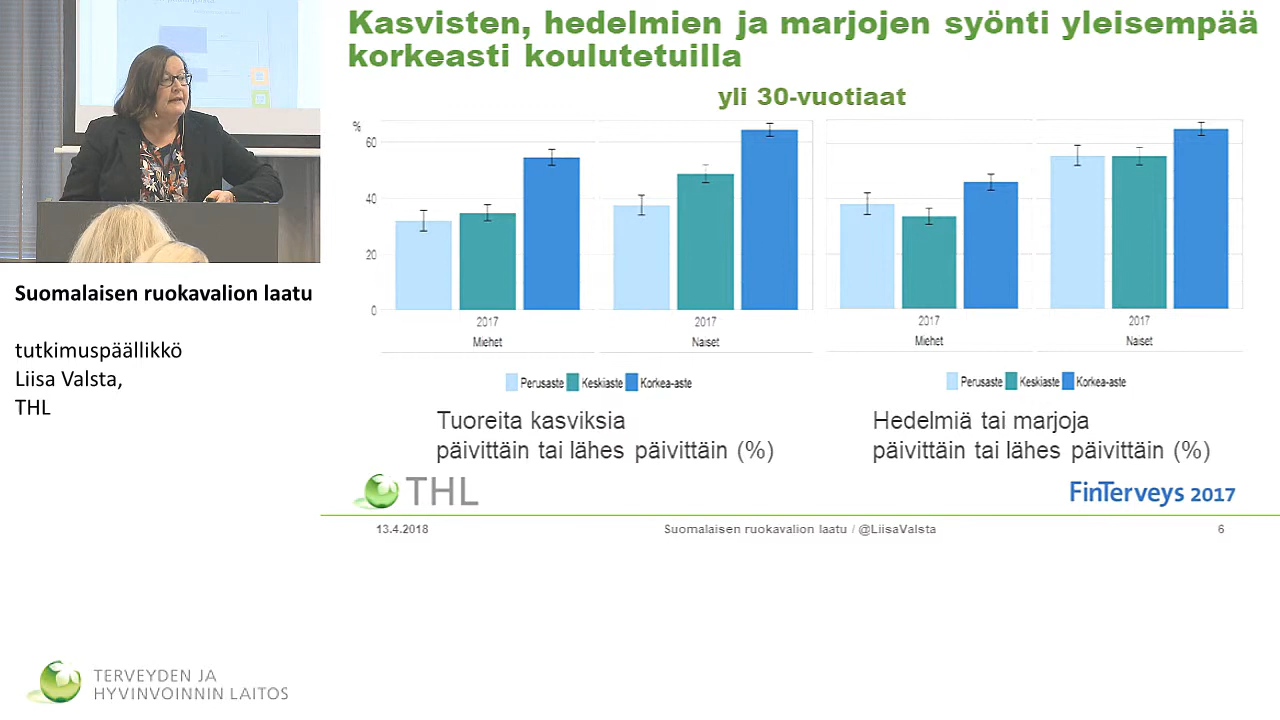 Kasvisten, hedelmien ja marjojen syönti yleisempää
korkeasti koulutetuilla
yli 30-vuotiaat
%
60
40
20
0
2017
Miehet
2017
Naiset
2017
Miehet
2017
Naiset
Perusaste Keskiaste Korkea-aste
Perusaste Keskiaste Korkea-aste
Tuoreita kasviksia
päivittäin tai lähes päivittäin (%)
Hedelmiä tai marjoja
päivittäin tai lähes päivittäin (%)
THL
FinTerveys 2017
13.4.2018
Suomalaisen ruokavalion laatu / @LiisaValsta
6
Suomalaisen ruokavalion laatu
tutkimuspäällikkö
Liisa Valsta,
THL
TERVEYDEN JA
HYVINVOINNIN LAITOS